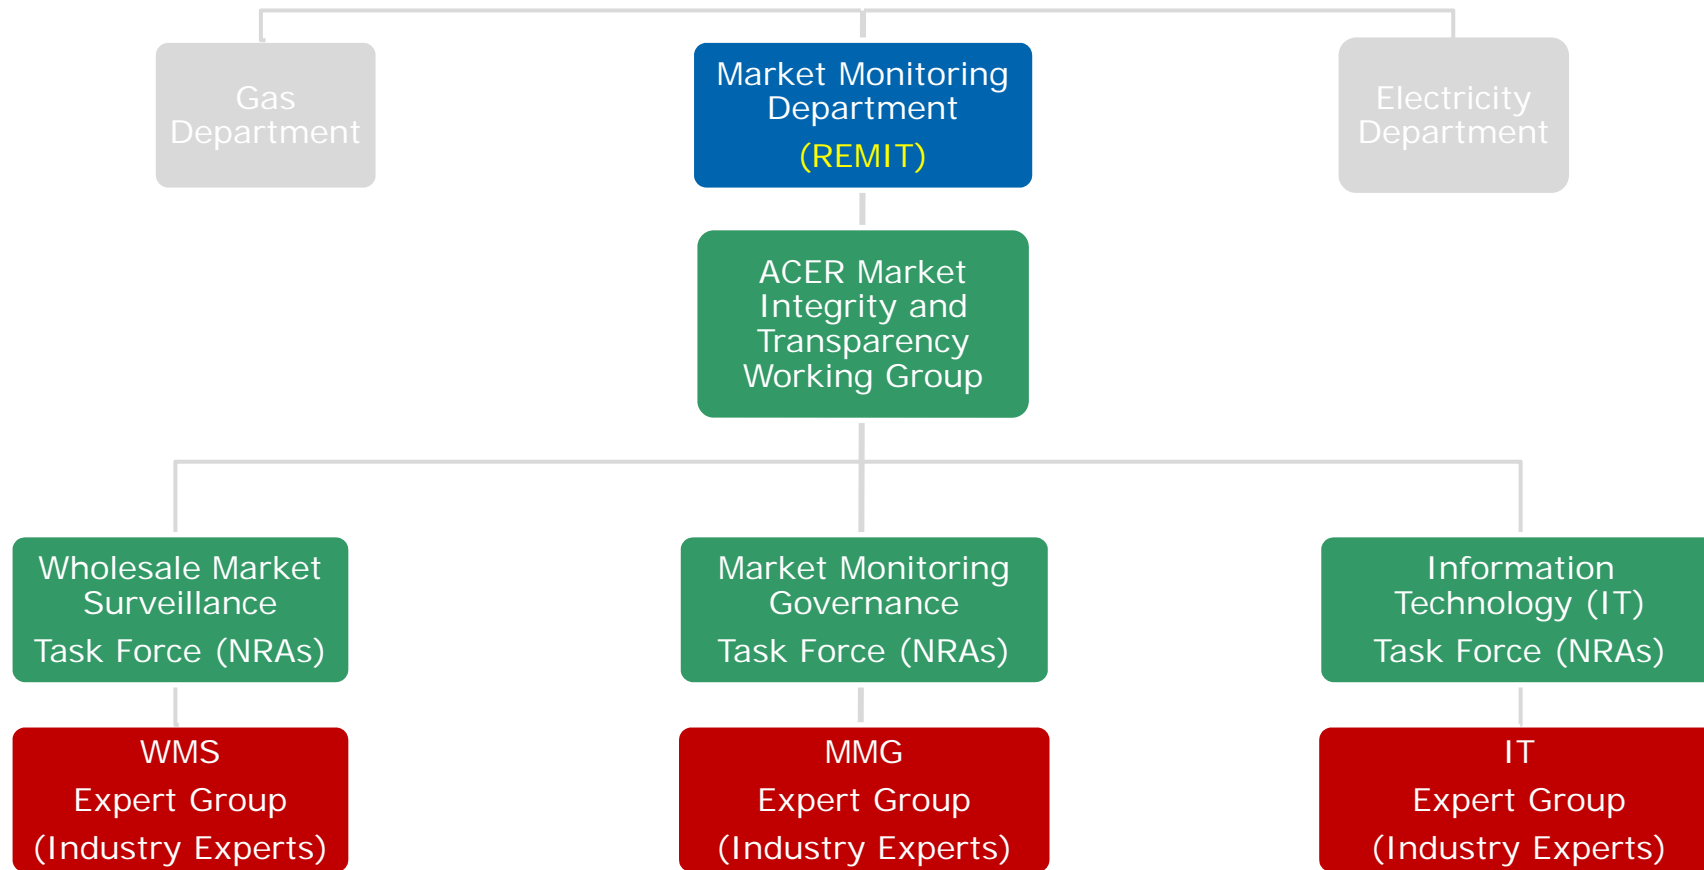 Gas
Department
Market Monitoring
Department
(REMIT)
Electricity
Department
ACER Market
Integrity and
Transparency
Working Group
Wholesale Market
Surveillance
Task Force (NRAs)
Market Monitoring
Governance
Task Force (NRAs)
Information
Technology (IT)
Task Force (NRAs)
WMS
Expert Group
(Industry Experts)
MMG
Expert Group
(Industry Experts)
IT
Expert Group
(Industry Experts)